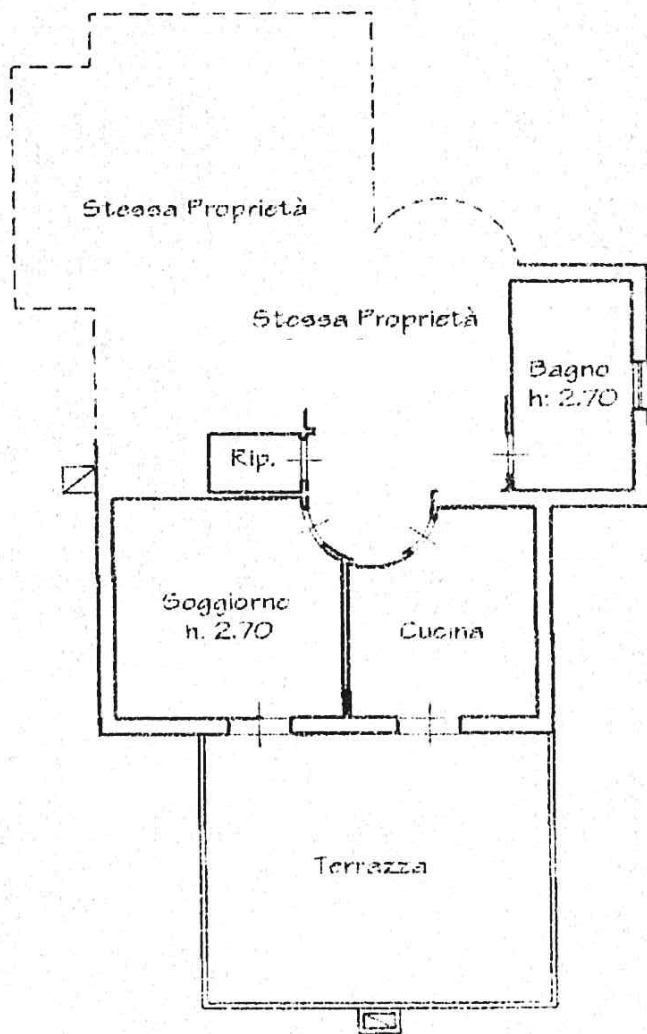 Stessa Proprietà
Stessa Proprietà
Bagno
h: 2.70
Rip.
Soggiorno
h. 2.70
Cucina
Terrazza